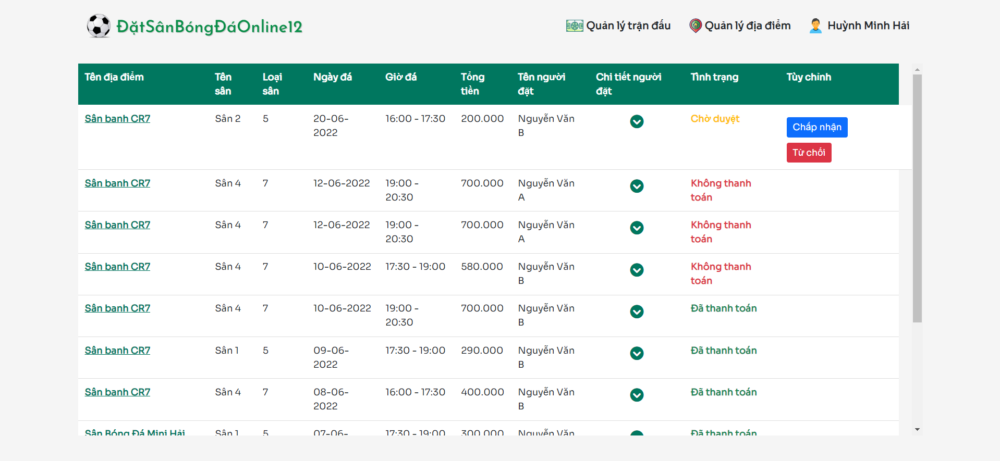 ĐặtSânBóngĐáOnline12
Quản lý trận đấu
Quản lý địa điểm
Huỳnh Minh Hải
Tên địa điểm
Tên
sân
Loại
sân
Ngày đá
Giờ đá
Tổng
tiền
Tên người
đặt
Chi tiết người
đặt
Tình trạng
Tùy chỉnh
Sân banh CR7
Sân 2
5
20-06-
2022
16:00 - 17:30
200.000
Nguyễn Văn
B
Chờ duyệt
Chấp nhận
Từ chối
Sân banh CR7
Sân 4
7
12-06-2022
19:00 -
20:30
700.000
Nguyễn Văn
A
Không thanh
toán
Sân banh CR7
Sân 4
7
12-06-2022
19:00 -
20:30
700.000
Nguyễn Văn
A
Không thanh
toán
Sân banh CR7
Sân 4
7
10-06-2022
17:30 - 19:00
580.000
Nguyễn Văn
B
Không thanh
toán
Sân banh CR7
Sân 4
7
10-06-2022
19:00 -
20:30
700.000
Nguyễn Văn
B
Đã thanh toán
Sân banh CR7
Sân 1
5
09-06-
2022
17:30 - 19:00
290.000
Nguyễn Văn
B
Đã thanh toán
Sân banh CR7
Sân 4
7
08-06-
2022
16:00 - 17:30
400.000
Nguyễn Văn
B
Đã thanh toán
Sân Bóng Đá Mini Hải
Sân 1
5
07-06-
17:30 - 19:00
300.000
Nguyễn Văn
Đã thanh toán